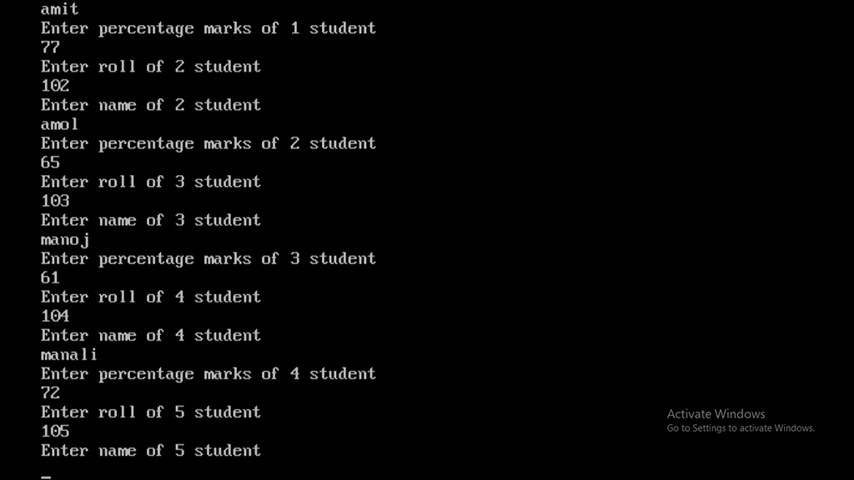 amit
Enter percentage marks of 1 student
77
Enter roll of 2 student
102
Enter name of 2 student
amol
Enter percentage marks of 2 student
65
Enter roll of 3 student
103
Enter name of 3 student
manoj
Enter percentage marks of 3 student
61
Enter roll of 4 student
104
Enter name of 4 student
manali
Enter percentage marks of 4 student
72
Enter roll of 5 student
105
Enter name of 5 student
_
Activate Windows
Go to Settings to activate Windows.